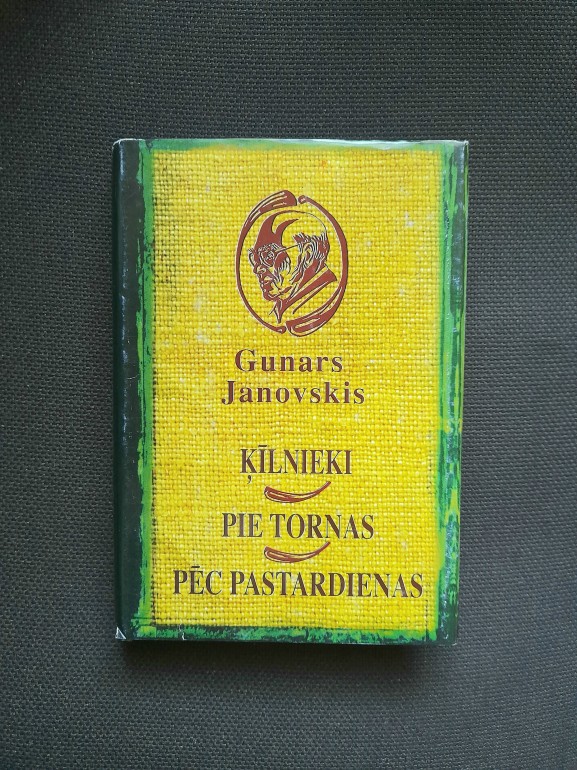 Gunars
Janovskis
ĶĪLNIEKI
PIE TORNAS
PĒC PASTARDIENAS